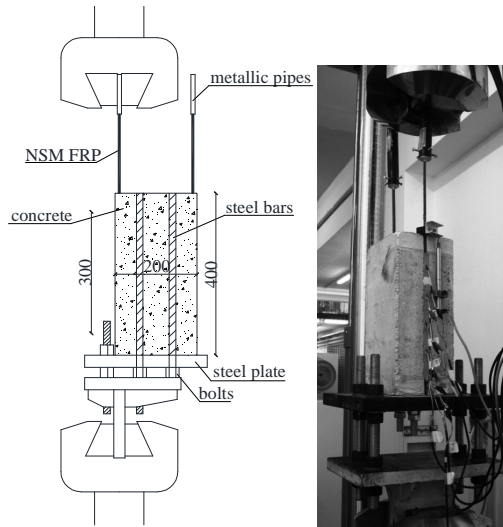 metallic pipes
NSM FRP
concrete
steel bars
300
200
400
steel plate
bolts